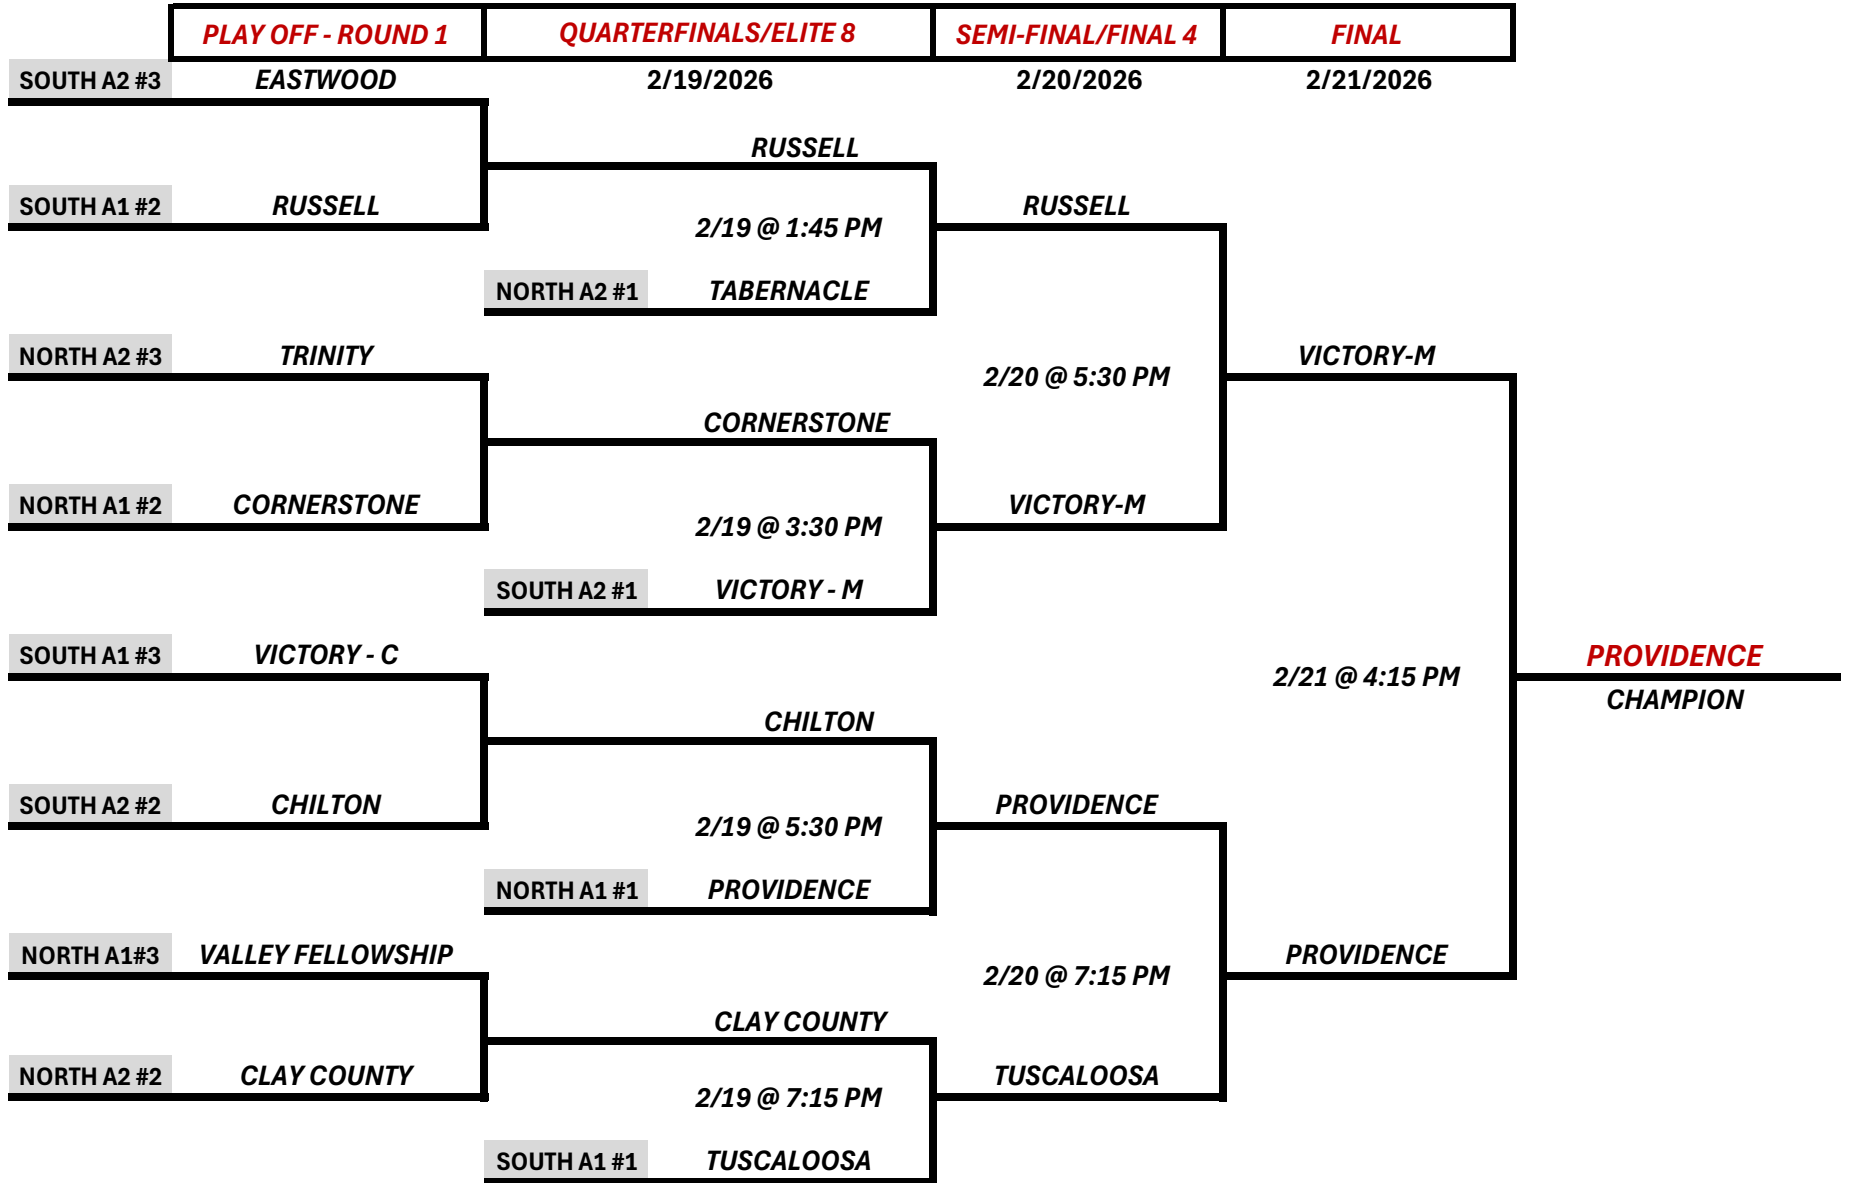 PLAY OFF - ROUND 1 QUARTERFINALS/ELITE 8 SEMI-FINAL/FINAL 4 FINAL
SOUTH A2 #3 EASTWOOD 2/19/2026 2/20/2026 2/21/2026
RUSSELL
SOUTH A1 #2 RUSSELL RUSSELL
2/19 @ 1:45 PM
NORTH A2 #1 TABERNACLE
NORTH A2 #3 TRINITY VICTORY-M
2/20 @ 5:30 PM
CORNERSTONE
NORTH A1 #2 CORNERSTONE VICTORY-M
2/19 @ 3:30 PM
SOUTH A2 #1 VICTORY - M
SOUTH A1 #3 VICTORY - C PROVIDENCE
2/21 @ 4:15 PM
CHAMPION
CHILTON
SOUTH A2 #2 CHILTON PROVIDENCE
2/19 @ 5:30 PM
NORTH A1 #1 PROVIDENCE
NORTH A1#3 VALLEY FELLOWSHIP PROVIDENCE
2/20 @ 7:15 PM
CLAY COUNTY
NORTH A2 #2 CLAY COUNTY TUSCALOOSA
2/19 @ 7:15 PM
SOUTH A1 #1 TUSCALOOSA